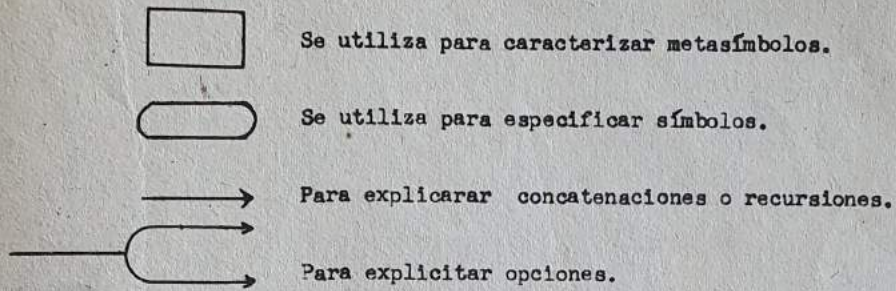 Se utiliza para caracterizar metasímbolos.
Se utiliza para especificar símbolos.
Para explicarar concatenaciones o recursiones.
Para explicitar opciones.